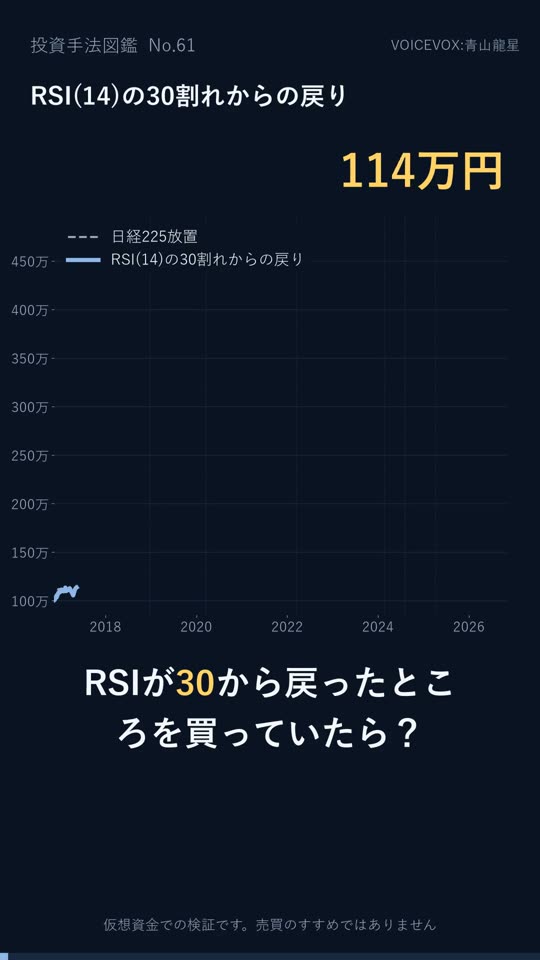 投資手法図鑑 No.61
VOICEVOX:青山龍星
RSI(14)の30割れからの戻り
114万円
日経225放置
RSI(14)の30割れからの戻り
450万
400万
350万
300万
250万
200万
150万
100万
2018 2020 2022 2024 2026
RSIが30から戻ったとこ
ろを買っていたら？
仮想資金での検証です。売買のすすめではありません